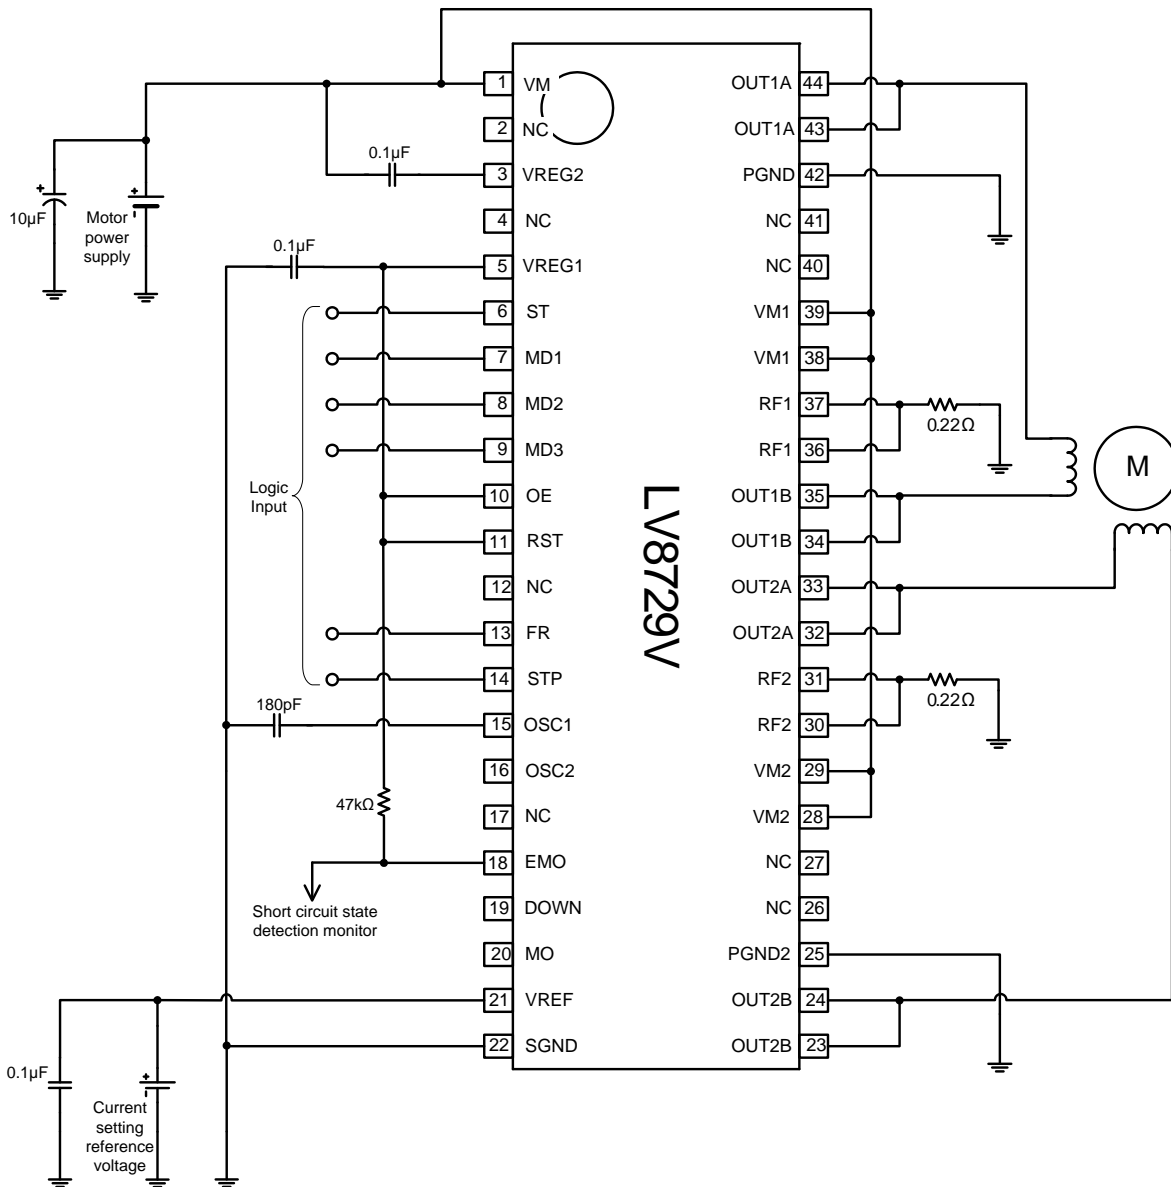 1 VM
2 NC
3 VREG2
4 NC
5 VREG1
6 ST
7 MD1
8 MD2
9 MD3
10 OE
11 RST
12 NC
13 FR
14 STP
15 OSC1
16 OSC2
17 NC
18 EMO
19 DOWN
20 MO
21 VREF
22 SGND
OUT1A 44
OUT1A 43
PGND 42
NC 41
NC 40
VM1 39
VM1 38
RF1 37
RF1 36
OUT1B 35
OUT1B 34
OUT2A 33
OUT2A 32
RF2 31
RF2 30
VM2 29
VM2 28
NC 27
NC 26
PGND2 25
OUT2B 24
OUT2B 23
LV8729V
+
10µF
+
-
Motor
power
supply
0.1µF
0.1µF
Logic
Input
180pF
47kΩ
Short circuit state
detection monitor
0.1µF
+
-
Current
setting
reference
voltage
0.22Ω
0.22Ω
M